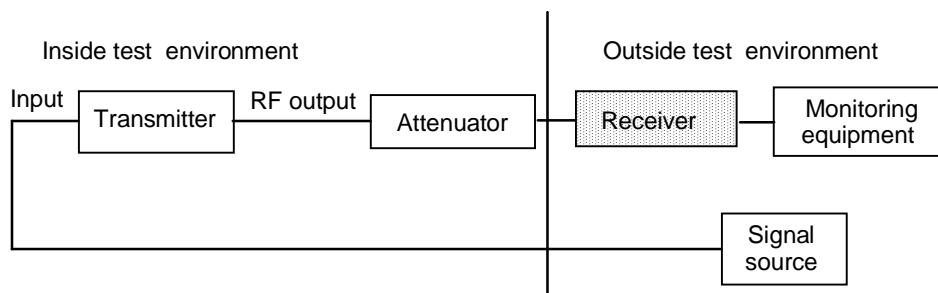 Inside test environment
Outside test environment
Input
Transmitter
RF output
Attenuator
Receiver
Monitoring
equipment
Signal
source